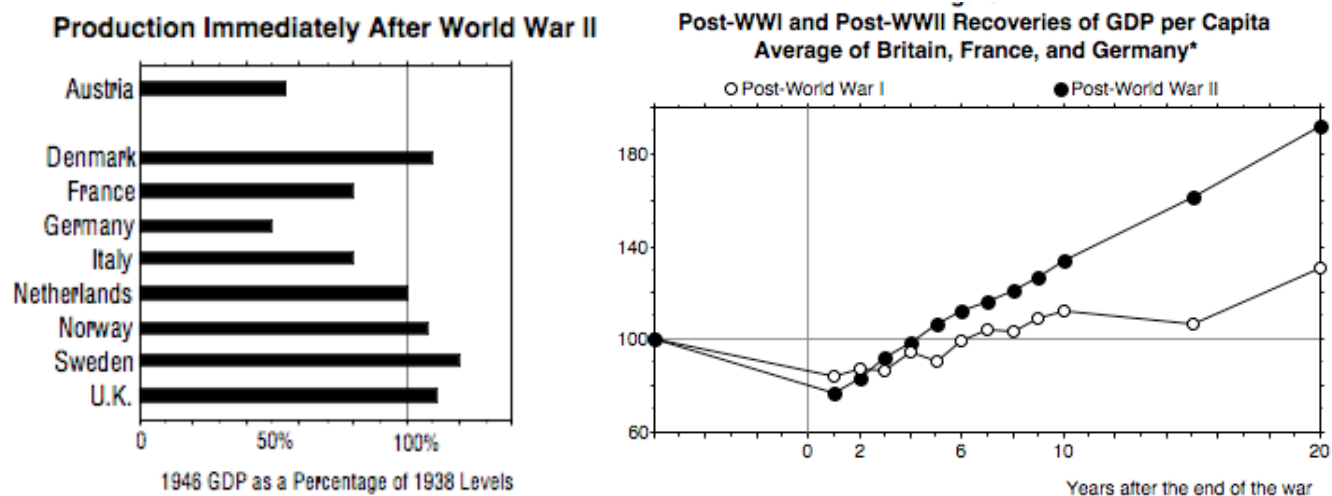 Production Immediately After World War II
Austria
Denmark
France
Germany
Italy
Netherlands
Norway
Sweden
U.K.
0 50% 100%
1946 GDP as a Percentage of 1938 Levels
Post-WWI and Post-WWII Recoveries of GDP per Capita
Average of Britain, France, and Germany*
Post-World War I Post-World War II
180
140
100
60
0 2 6 10 20
Years after the end of the war